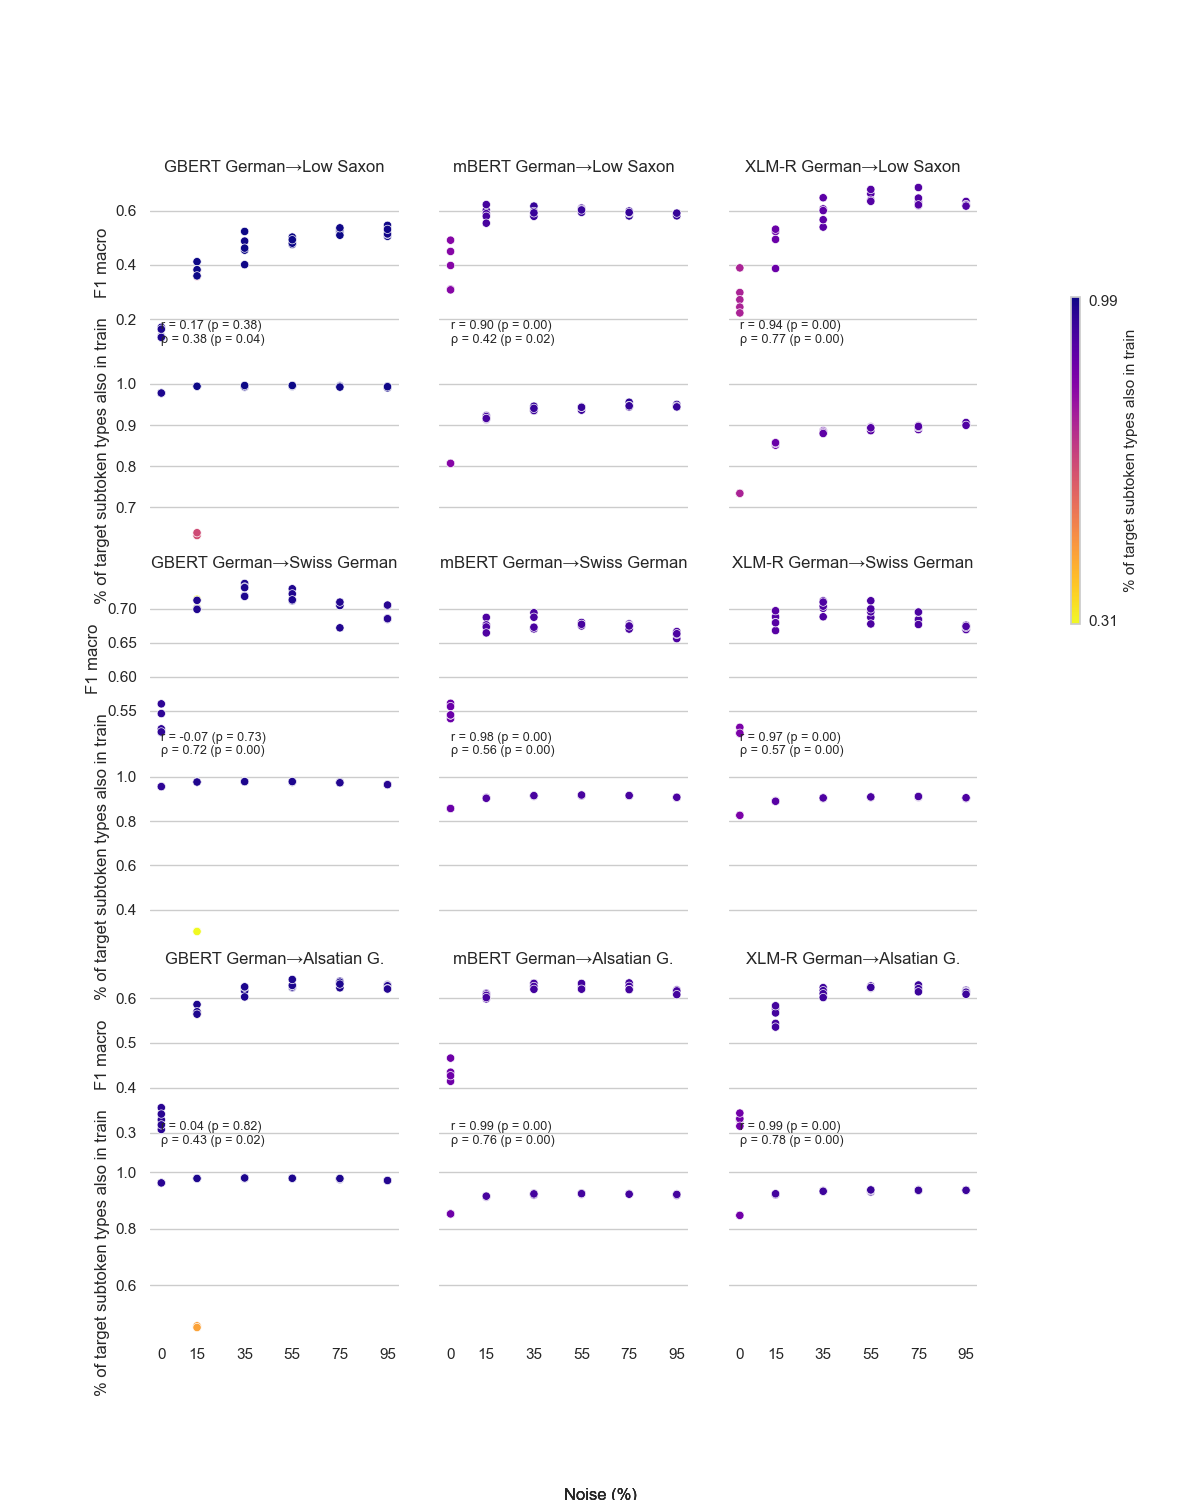 GBERT German→Low Saxon
mBERT German→Low Saxon
XLM-R German→Low Saxon
F1 macro
0.6
0.4
0.2
r = 0.17 (p = 0.38)
ρ = 0.38 (p = 0.04)
r = 0.90 (p = 0.00)
ρ = 0.42 (p = 0.02)
r = 0.94 (p = 0.00)
ρ = 0.77 (p = 0.00)
% of target subtoken types also in train
1.0
0.9
0.8
0.7
GBERT German→Swiss German
mBERT German→Swiss German
XLM-R German→Swiss German
F1 macro
0.70
0.65
0.60
0.55
r = -0.07 (p = 0.73)
ρ = 0.72 (p = 0.00)
r = 0.98 (p = 0.00)
ρ = 0.56 (p = 0.00)
r = 0.97 (p = 0.00)
ρ = 0.57 (p = 0.00)
% of target subtoken types also in train
1.0
0.8
0.6
0.4
GBERT German→Alsatian G.
mBERT German→Alsatian G.
XLM-R German→Alsatian G.
F1 macro
0.6
0.5
0.4
0.3
r = 0.04 (p = 0.82)
ρ = 0.43 (p = 0.02)
r = 0.99 (p = 0.00)
ρ = 0.76 (p = 0.00)
r = 0.99 (p = 0.00)
ρ = 0.78 (p = 0.00)
% of target subtoken types also in train
1.0
0.8
0.6
0 15 35 55 75 95
0 15 35 55 75 95
0 15 35 55 75 95
Noise (%)
0.99
0.31
% of target subtoken types also in train